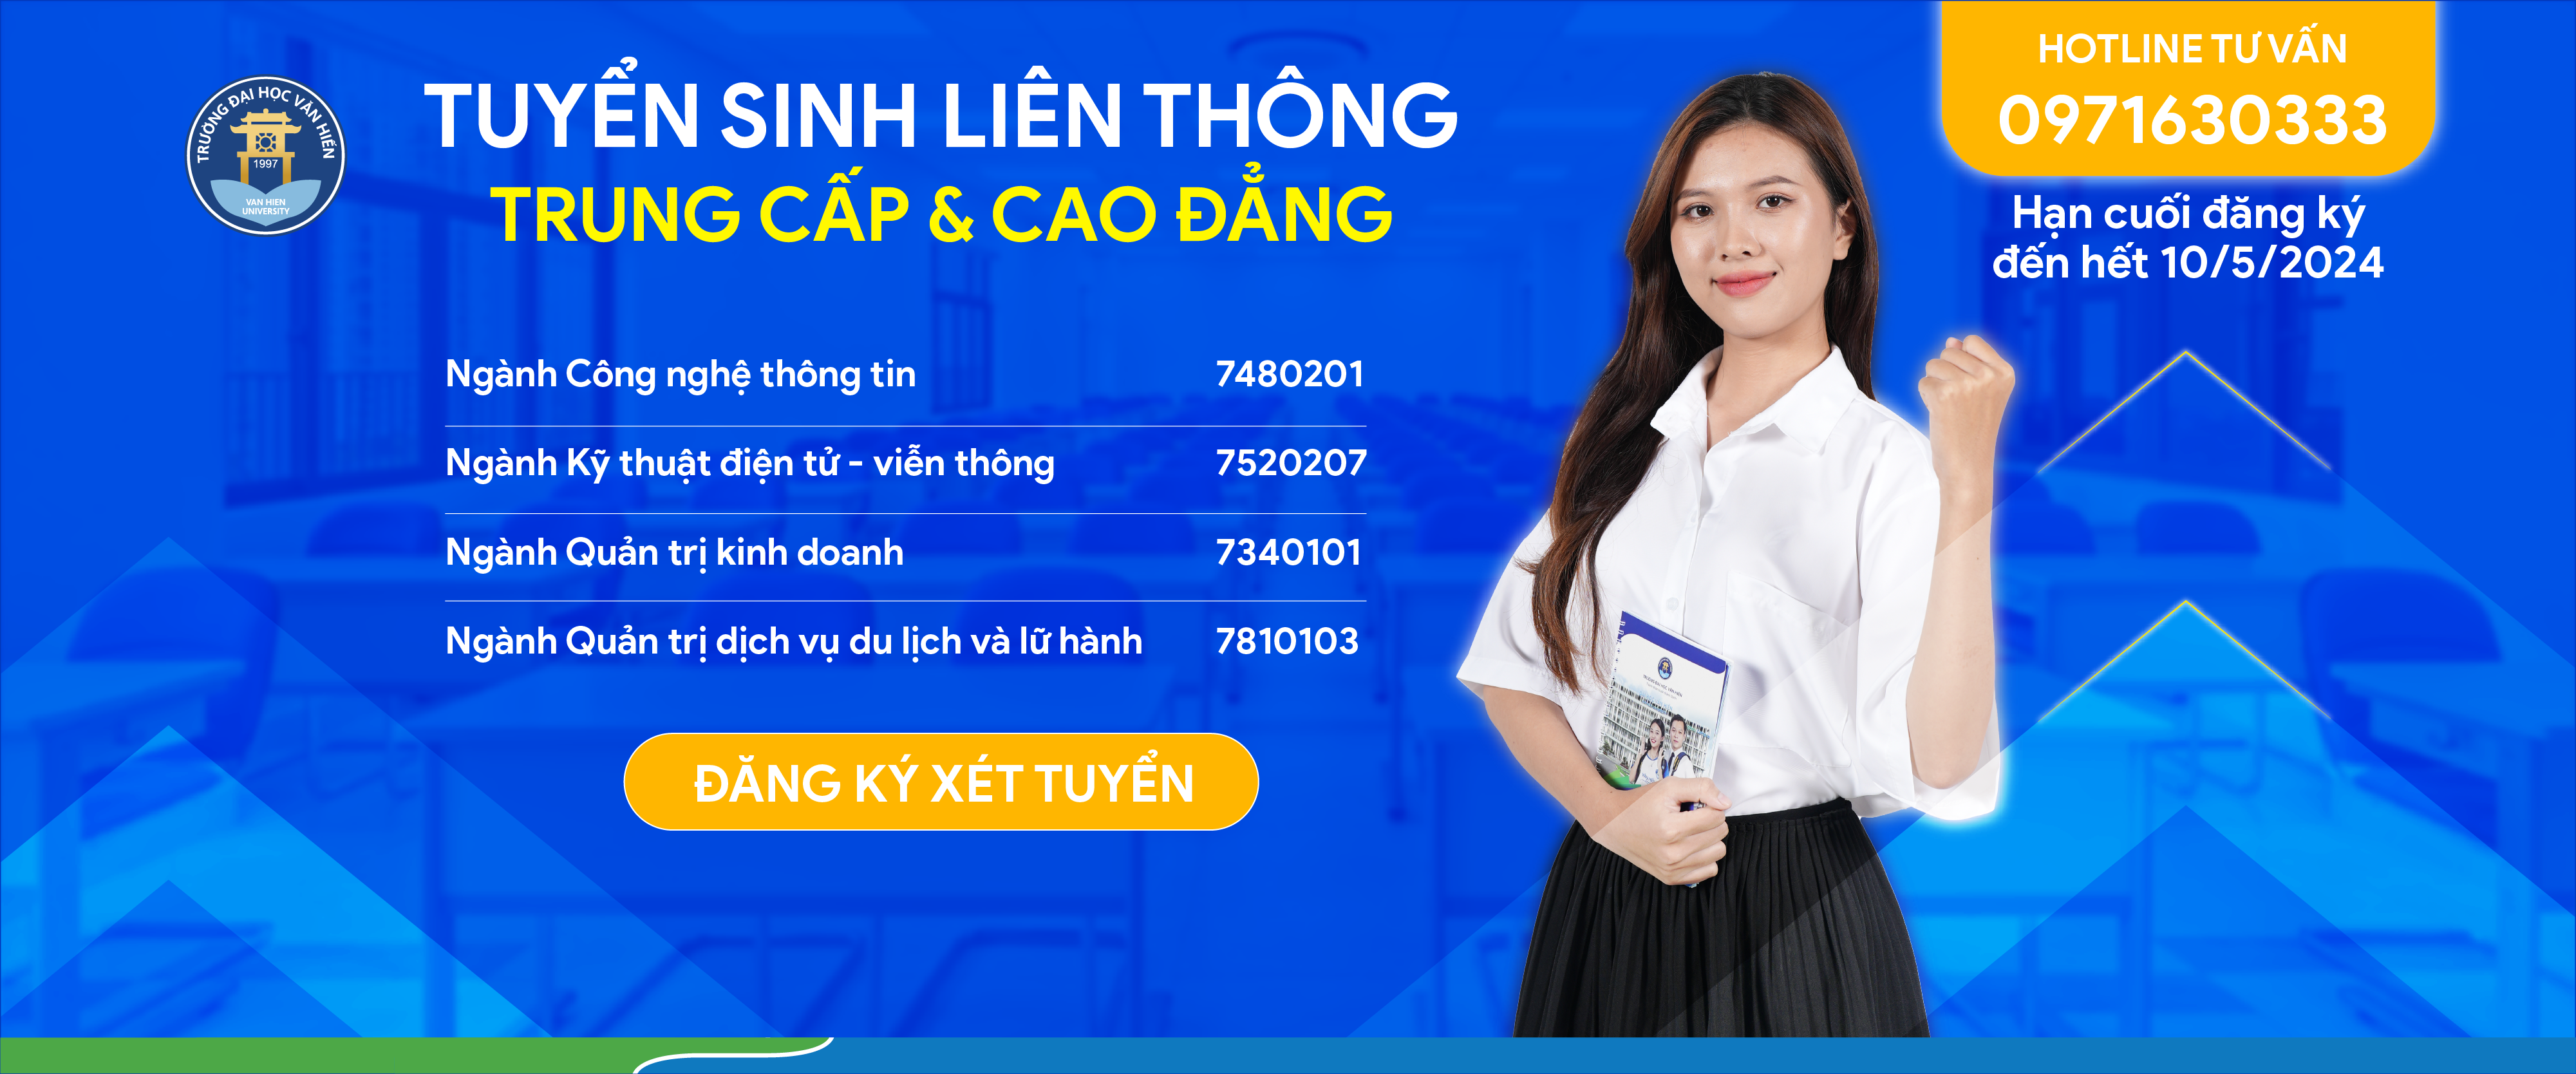 TRƯỜNG ĐẠI HỌC VĂN HIẾN
1997
VAN HIEN
UNIVERSITY
TUYỂN SINH LIÊN THÔNG
TRUNG CẤP & CAO ĐẲNG
HOTLINE TƯ VẤN
0971630333
Hạn cuối đăng ký
đến hết 10/5/2024
Ngành Công nghệ thông tin 7480201
Ngành Kỹ thuật điện tử - viễn thông 7520207
Ngành Quản trị kinh doanh 7340101
Ngành Quản trị dịch vụ du lịch và lữ hành 7810103
ĐĂNG KÝ XÉT TUYỂN